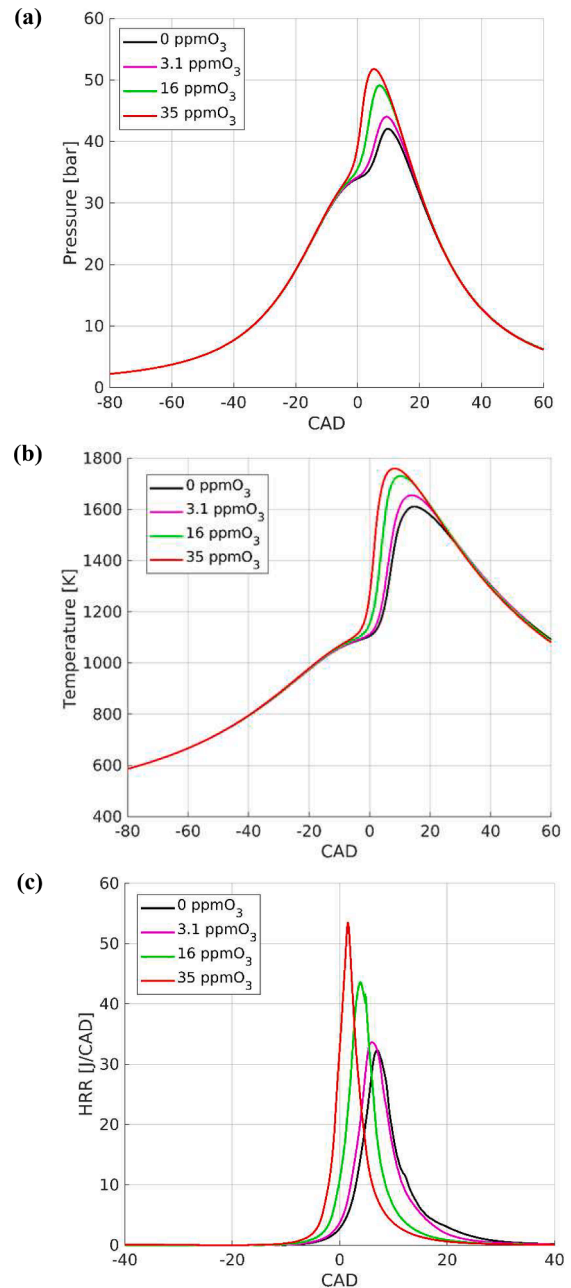 (a)
60
50
40
30
20
10
0
Pressure [bar]
0 ppmO₃
3.1 ppmO₃
16 ppmO₃
35 ppmO₃
-80 -60 -40 -20 0 20 40 60
CAD
(b)
1800
1600
1400
1200
1000
800
600
400
Temperature [K]
0 ppmO₃
3.1 ppmO₃
16 ppmO₃
35 ppmO₃
-80 -60 -40 -20 0 20 40 60
CAD
(c)
60
50
40
30
20
10
0
HRR [J/CAD]
0 ppmO₃
3.1 ppmO₃
16 ppmO₃
35 ppmO₃
-40 -20 0 20 40
CAD